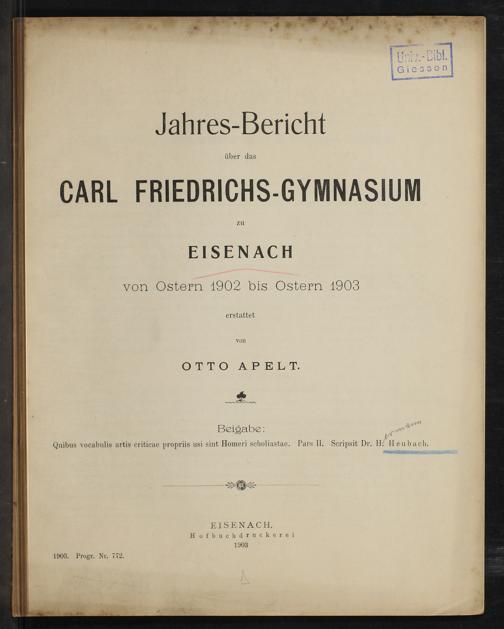 Univ.-Bibl.
Giessen
Jahres-Bericht
über das
CARL FRIEDRICHS-GYMNASIUM
zu
EISENACH
von Ostern 1902 bis Ostern 1903
erstattet
von
OTTO APELT.
Beigabe:
Quibus vocabulis artis criticae propriis usi sint Homeri scholiastae. Pars II. Scripsit Dr. H. Heubach.
EISENACH.
Hofbuchdruckerei
1903
1903. Progr. Nr. 772.